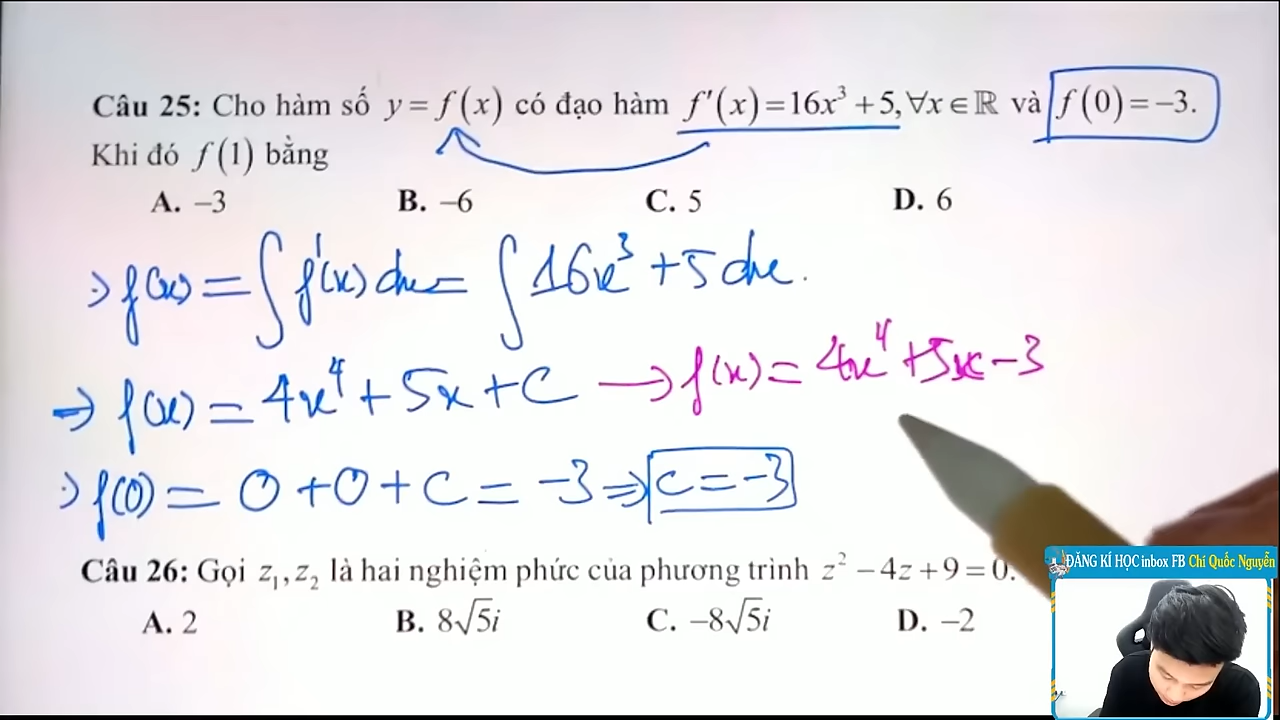 Câu 25: Cho hàm số y = f(x) có đạo hàm f'(x) = 16x³ + 5, ∀x ∈ ℝ và f(0) = −3.
Khi đó f(1) bằng
A. −3 B. −6 C. 5 D. 6
⇒ f(x) = ∫ f'(x) dx = ∫ 16x³ + 5 dx.
⇒ f(x) = 4x⁴ + 5x + C → f(x) = 4x⁴ + 5x − 3
⇒ f(0) = 0 + 0 + C = −3 ⇒ C = −3
Câu 26: Gọi z₁, z₂ là hai nghiệm phức của phương trình z² − 4z + 9 = 0.
A. 2 B. 8√5i C. −8√5i D. −2
ĐĂNG KÍ HỌC inbox FB Chí Quốc Nguyễn